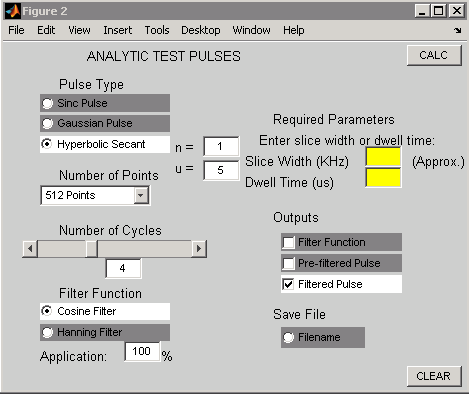 Figure 2
File Edit View Insert Tools Desktop Window Help
ANALYTIC TEST PULSES
CALC
Pulse Type
Sinc Pulse
Gaussian Pulse
Hyperbolic Secant
n = 1
u = 5
Number of Points
512 Points
Number of Cycles
4
Filter Function
Cosine Filter
Hanning Filter
Application: 100 %
Required Parameters
Enter slice width or dwell time:
Slice Width (KHz) (Approx.)
Dwell Time (us)
Outputs
Filter Function
Pre-filtered Pulse
Filtered Pulse
Save File
Filename
CLEAR